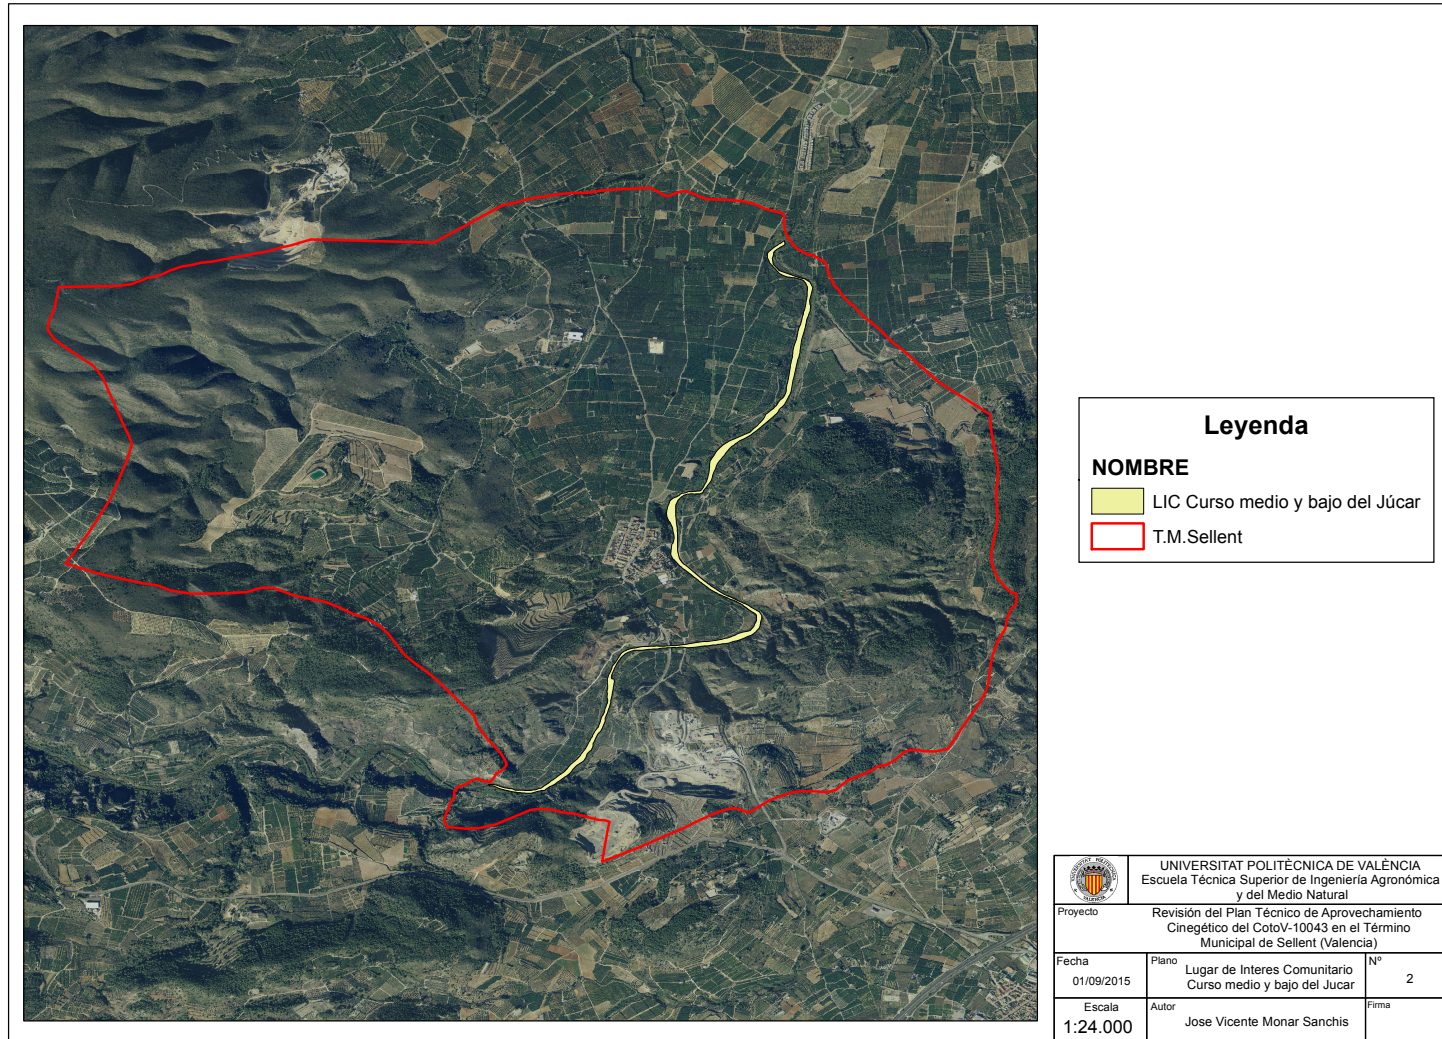 Leyenda
NOMBRE
LIC Curso medio y bajo del Júcar
T.M.Sellent
UNIVERSITAT POLITÈCNICA DE VALÈNCIA
Escuela Técnica Superior de Ingeniería Agronómica
y del Medio Natural
Proyecto
Revisión del Plan Técnico de Aprovechamiento
Cinegético del CotoV-10043 en el Término
Municipal de Sellent (Valencia)
Fecha
01/09/2015
Plano
Lugar de Interes Comunitario
Curso medio y bajo del Jucar
Nº
2
Escala
1:24.000
Autor
Jose Vicente Monar Sanchis
Firma